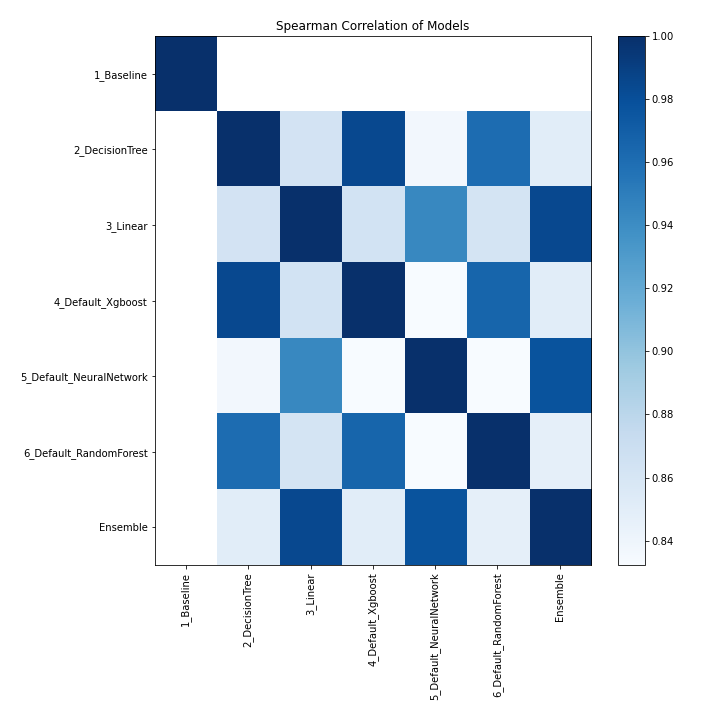 Spearman Correlation of Models
1_Baseline
2_DecisionTree
3_Linear
4_Default_Xgboost
5_Default_NeuralNetwork
6_Default_RandomForest
Ensemble
1_Baseline
2_DecisionTree
3_Linear
4_Default_Xgboost
5_Default_NeuralNetwork
6_Default_RandomForest
Ensemble
1.00
0.98
0.96
0.94
0.92
0.90
0.88
0.86
0.84